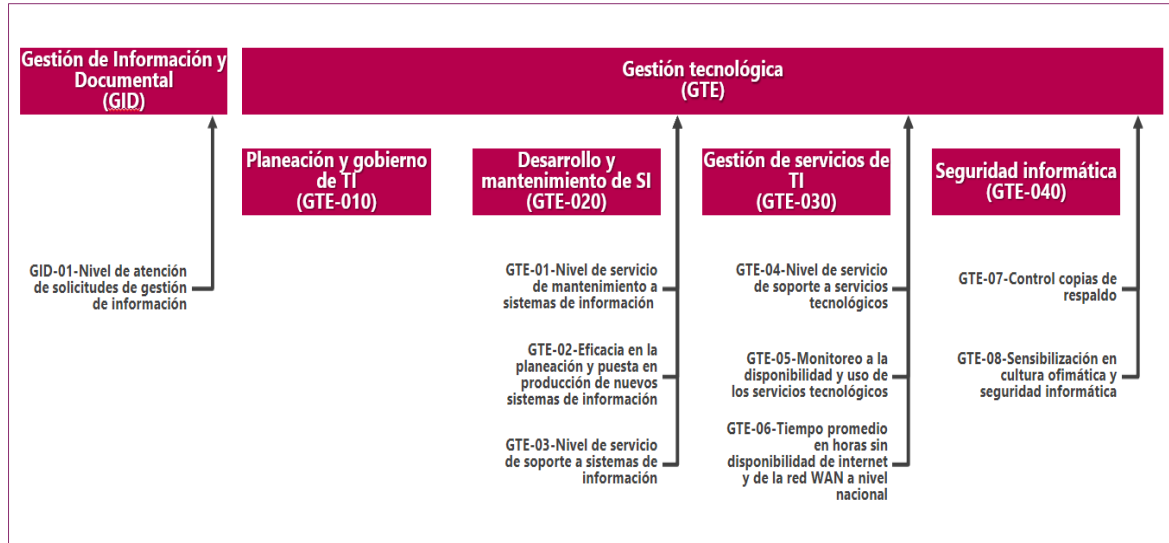 Gestión de Información y
Documental
(GID)
Gestión tecnológica
(GTE)
Planeación y gobierno
de TI
(GTE-010)
Desarrollo y
mantenimiento de SI
(GTE-020)
Gestión de servicios de
TI
(GTE-030)
Seguridad informática
(GTE-040)
GID-01-Nivel de atención
de solicitudes de gestión
de información
GTE-01-Nivel de servicio
de mantenimiento a
sistemas de información
GTE-02-Eficacia en la
planeación y puesta en
producción de nuevos
sistemas de información
GTE-03-Nivel de servicio
de soporte a sistemas de
información
GTE-04-Nivel de servicio
de soporte a servicios
tecnológicos
GTE-05-Monitoreo a la
disponibilidad y uso de
los servicios tecnológicos
GTE-06-Tiempo promedio
en horas sin
disponibilidad de internet
y de la red WAN a nivel
nacional
GTE-07-Control copias de
respaldo
GTE-08-Sensibilización en
cultura ofimática y
seguridad informática